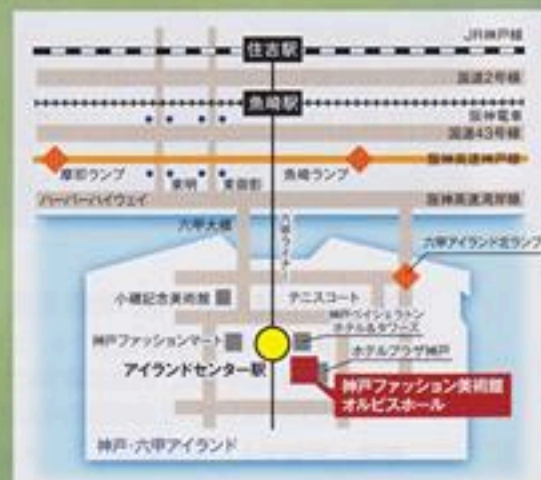 JR神戸線
住吉駅
国道2号線
魚崎駅
阪神電車
国道43号線
阪神高速神戸線
摩耶ランプ
東明
東御影
魚崎ランプ
ハーバーハイウェイ
阪神高速湾岸線
六甲大橋
六甲ライナー
六甲アイランド北ランプ
小磯記念美術館
テニスコート
神戸ベイシェラトン
ホテル&タワーズ
神戸ファッションマート
ホテルプラザ神戸
アイランドセンター駅
神戸ファッション美術館
オルビスホール
神戸・六甲アイランド